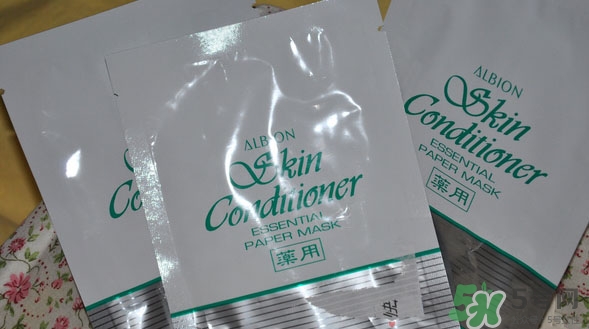 ALBION
Skin
Conditioner
ESSENTIAL
PAPER MASK
薬用
ALBION
Skin
Conditioner
ESSENTIAL
PAPER MASK
薬用